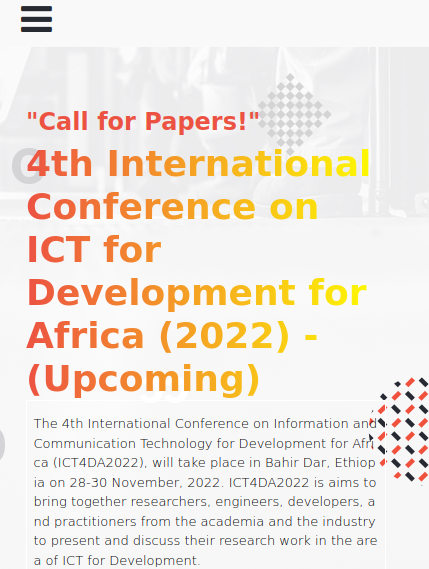 "Call for Papers!"
4th International
Conference on
ICT for
Development for
Africa (2022) -
(Upcoming)
The 4th International Conference on Information and
Communication Technology for Development for Afri
ca (ICT4DA2022), will take place in Bahir Dar, Ethiop
ia on 28-30 November, 2022. ICT4DA2022 is aims to
bring together researchers, engineers, developers, a
nd practitioners from the academia and the industry
to present and discuss their research work in the are
a of ICT for Development.